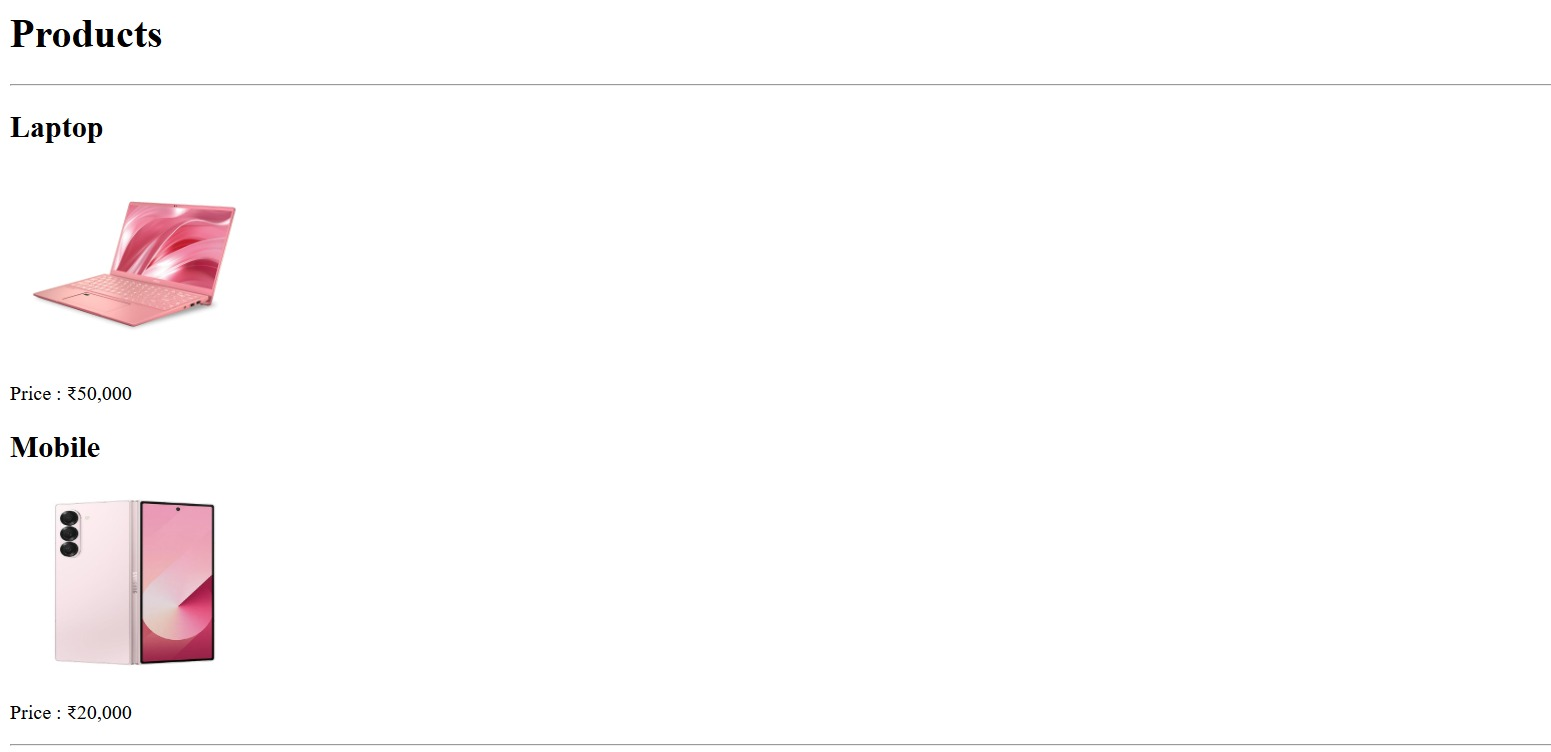 Products
Laptop
Price : ₹50,000
Mobile
Price : ₹20,000